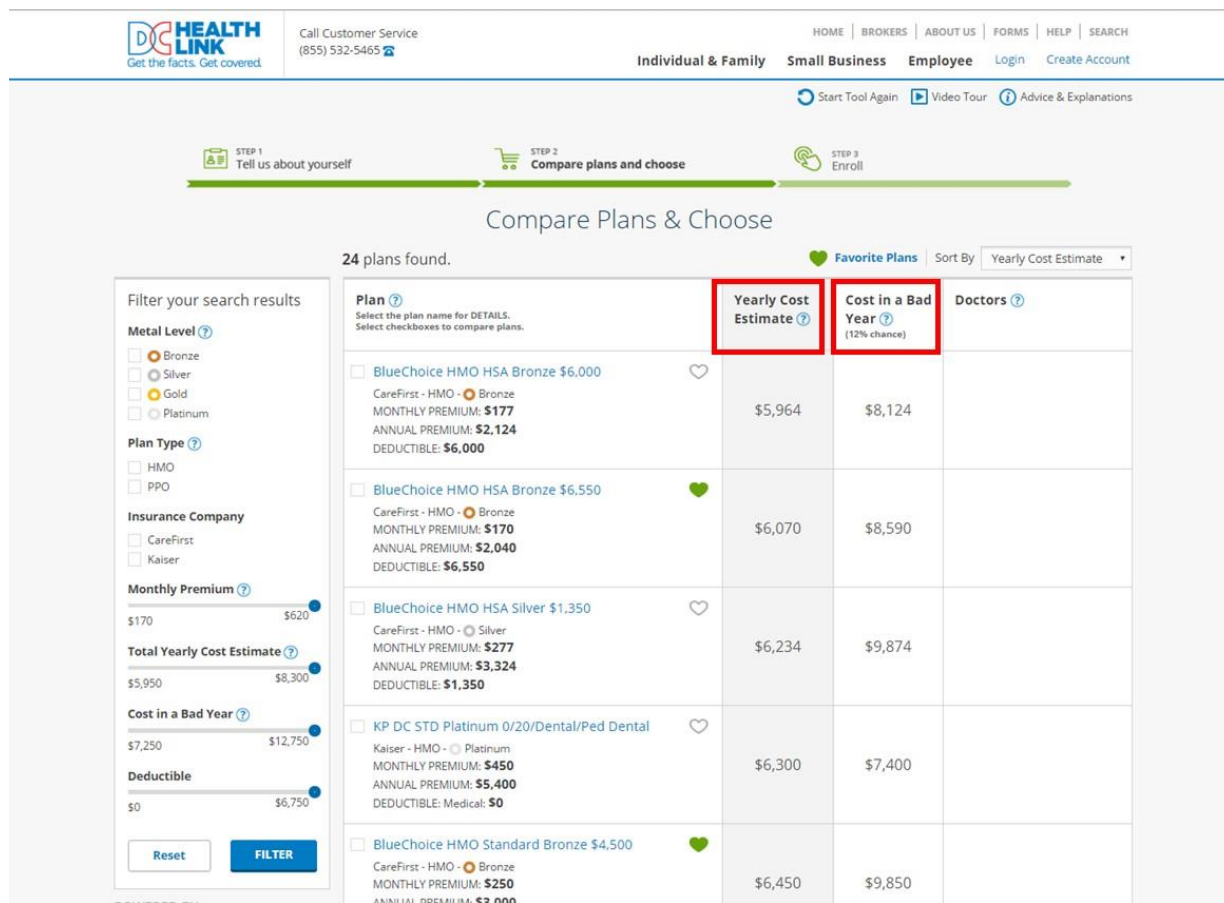 DC HEALTH LINK
Get the facts. Get covered.
Call Customer Service
(855) 532-5465
HOME | BROKERS | ABOUT US | FORMS | HELP | SEARCH
Individual & Family Small Business Employee Login Create Account
Start Tool Again Video Tour Advice & Explanations
STEP 1
Tell us about yourself
STEP 2
Compare plans and choose
STEP 3
Enroll
Compare Plans & Choose
24 plans found.
Favorite Plans | Sort By Yearly Cost Estimate
Filter your search results
Metal Level ?
Bronze
Silver
Gold
Platinum
Plan Type ?
HMO
PPO
Insurance Company
CareFirst
Kaiser
Monthly Premium ?
$170 $620
Total Yearly Cost Estimate ?
$5,950 $8,300
Cost in a Bad Year ?
$7,250 $12,750
Deductible
$0 $6,750
Reset FILTER
Plan ?
Select the plan name for DETAILS.
Select checkboxes to compare plans.
Yearly Cost
Estimate ?
Cost in a Bad
Year ?
(12% chance)
Doctors ?
BlueChoice HMO HSA Bronze $6,000
CareFirst - HMO - Bronze
MONTHLY PREMIUM: $177
ANNUAL PREMIUM: $2,124
DEDUCTIBLE: $6,000
$5,964 $8,124
BlueChoice HMO HSA Bronze $6,550
CareFirst - HMO - Bronze
MONTHLY PREMIUM: $170
ANNUAL PREMIUM: $2,040
DEDUCTIBLE: $6,550
$6,070 $8,590
BlueChoice HMO HSA Silver $1,350
CareFirst - HMO - Silver
MONTHLY PREMIUM: $277
ANNUAL PREMIUM: $3,324
DEDUCTIBLE: $1,350
$6,234 $9,874
KP DC STD Platinum 0/20/Dental/Ped Dental
Kaiser - HMO - Platinum
MONTHLY PREMIUM: $450
ANNUAL PREMIUM: $5,400
DEDUCTIBLE: Medical: $0
$6,300 $7,400
BlueChoice HMO Standard Bronze $4,500
CareFirst - HMO - Bronze
MONTHLY PREMIUM: $250
ANNUAL PREMIUM: $3,000
$6,450 $9,850